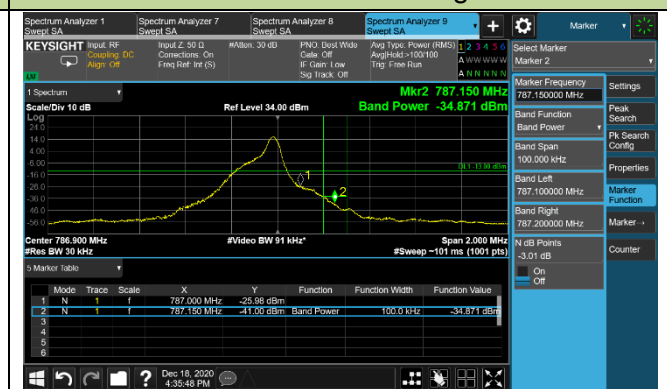 Spectrum Analyzer 1
Swept SA
Spectrum Analyzer 7
Swept SA
Spectrum Analyzer 8
Swept SA
Spectrum Analyzer 9
Swept SA
+
Marker
KEYSIGHT
Input: RF
Coupling: DC
Align: Off
Input Z: 50 Ω
Corrections: On
Freq Ref: Int (S)
#Atten: 30 dB
PNO: Best Wide
Gate: Off
IF Gain: Low
Sig Track: Off
Avg Type: Power (RMS)
Avg|Hold:>100/100
Trig: Free Run
1 2 3 4 5 6
A W W W W W
A N N N N N
LW
1 Spectrum
Scale/Div 10 dB
Ref Level 34.00 dBm
Mkr2 787.150 MHz
Band Power -34.871 dBm
Log
24.0
14.0
4.00
-6.00
-16.0
-26.0
-36.0
-46.0
-56.0
DL1 -13.00 dBm
1
2
Center 786.900 MHz
#Video BW 91 kHz*
Span 2.000 MHz
#Res BW 30 kHz
#Sweep ~101 ms (1001 pts)
5 Marker Table
Mode Trace Scale X Y Function Function Width Function Value
1 N 1 f 787.000 MHz -25.98 dBm
2 N 1 f 787.150 MHz -41.00 dBm Band Power 100.0 kHz -34.871 dBm
3
4
5
6
Dec 18, 2020
4:35:48 PM
?
Select Marker
Marker 2
Marker Frequency
787.150000 MHz
Band Function
Band Power
Band Span
100.000 kHz
Band Left
787.100000 MHz
Band Right
787.200000 MHz
N dB Points
-3.01 dB
On
Off
Settings
Peak
Search
Pk Search
Config
Properties
Marker
Function
Marker→
Counter